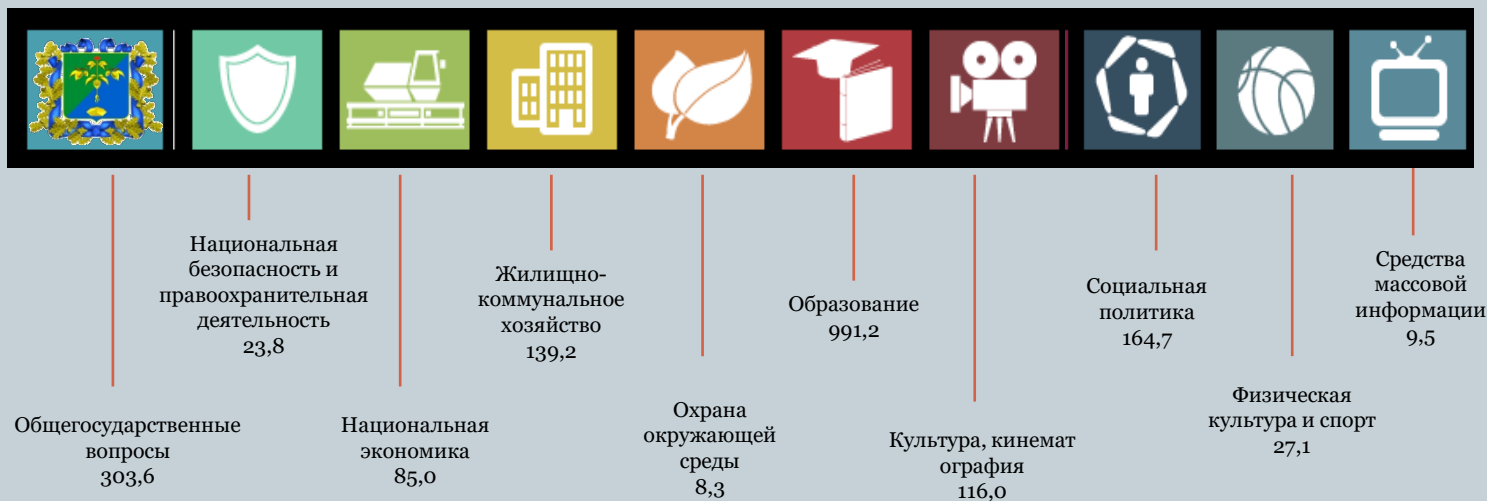 Общегосударственные
вопросы
303,6
Национальная
безопасность и
правоохранительная
деятельность
23,8
Национальная
экономика
85,0
Жилищно-
коммунальное
хозяйство
139,2
Охрана
окружающей
среды
8,3
Образование
991,2
Культура, кинемат
ография
116,0
Социальная
политика
164,7
Физическая
культура и спорт
27,1
Средства
массовой
информации
9,5